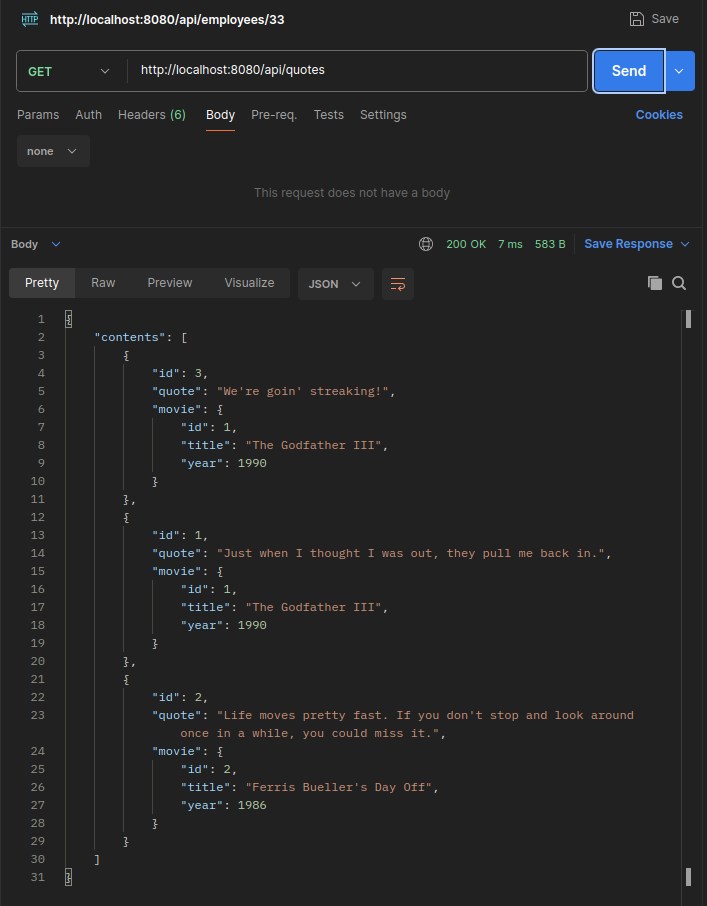 HTTP http://localhost:8080/api/employees/33 Save
GET http://localhost:8080/api/quotes Send
Params Auth Headers (6) Body Pre-req. Tests Settings Cookies
none
This request does not have a body
Body 200 OK 7 ms 583 B Save Response
Pretty Raw Preview Visualize JSON
1 {
2 "contents": [
3 {
4 "id": 3,
5 "quote": "We're goin' streaking!",
6 "movie": {
7 "id": 1,
8 "title": "The Godfather III",
9 "year": 1990
10 }
11 },
12 {
13 "id": 1,
14 "quote": "Just when I thought I was out, they pull me back in.",
15 "movie": {
16 "id": 1,
17 "title": "The Godfather III",
18 "year": 1990
19 }
20 },
21 {
22 "id": 2,
23 "quote": "Life moves pretty fast. If you don't stop and look around
once in a while, you could miss it.",
24 "movie": {
25 "id": 2,
26 "title": "Ferris Bueller's Day Off",
27 "year": 1986
28 }
29 }
30 ]
31 }